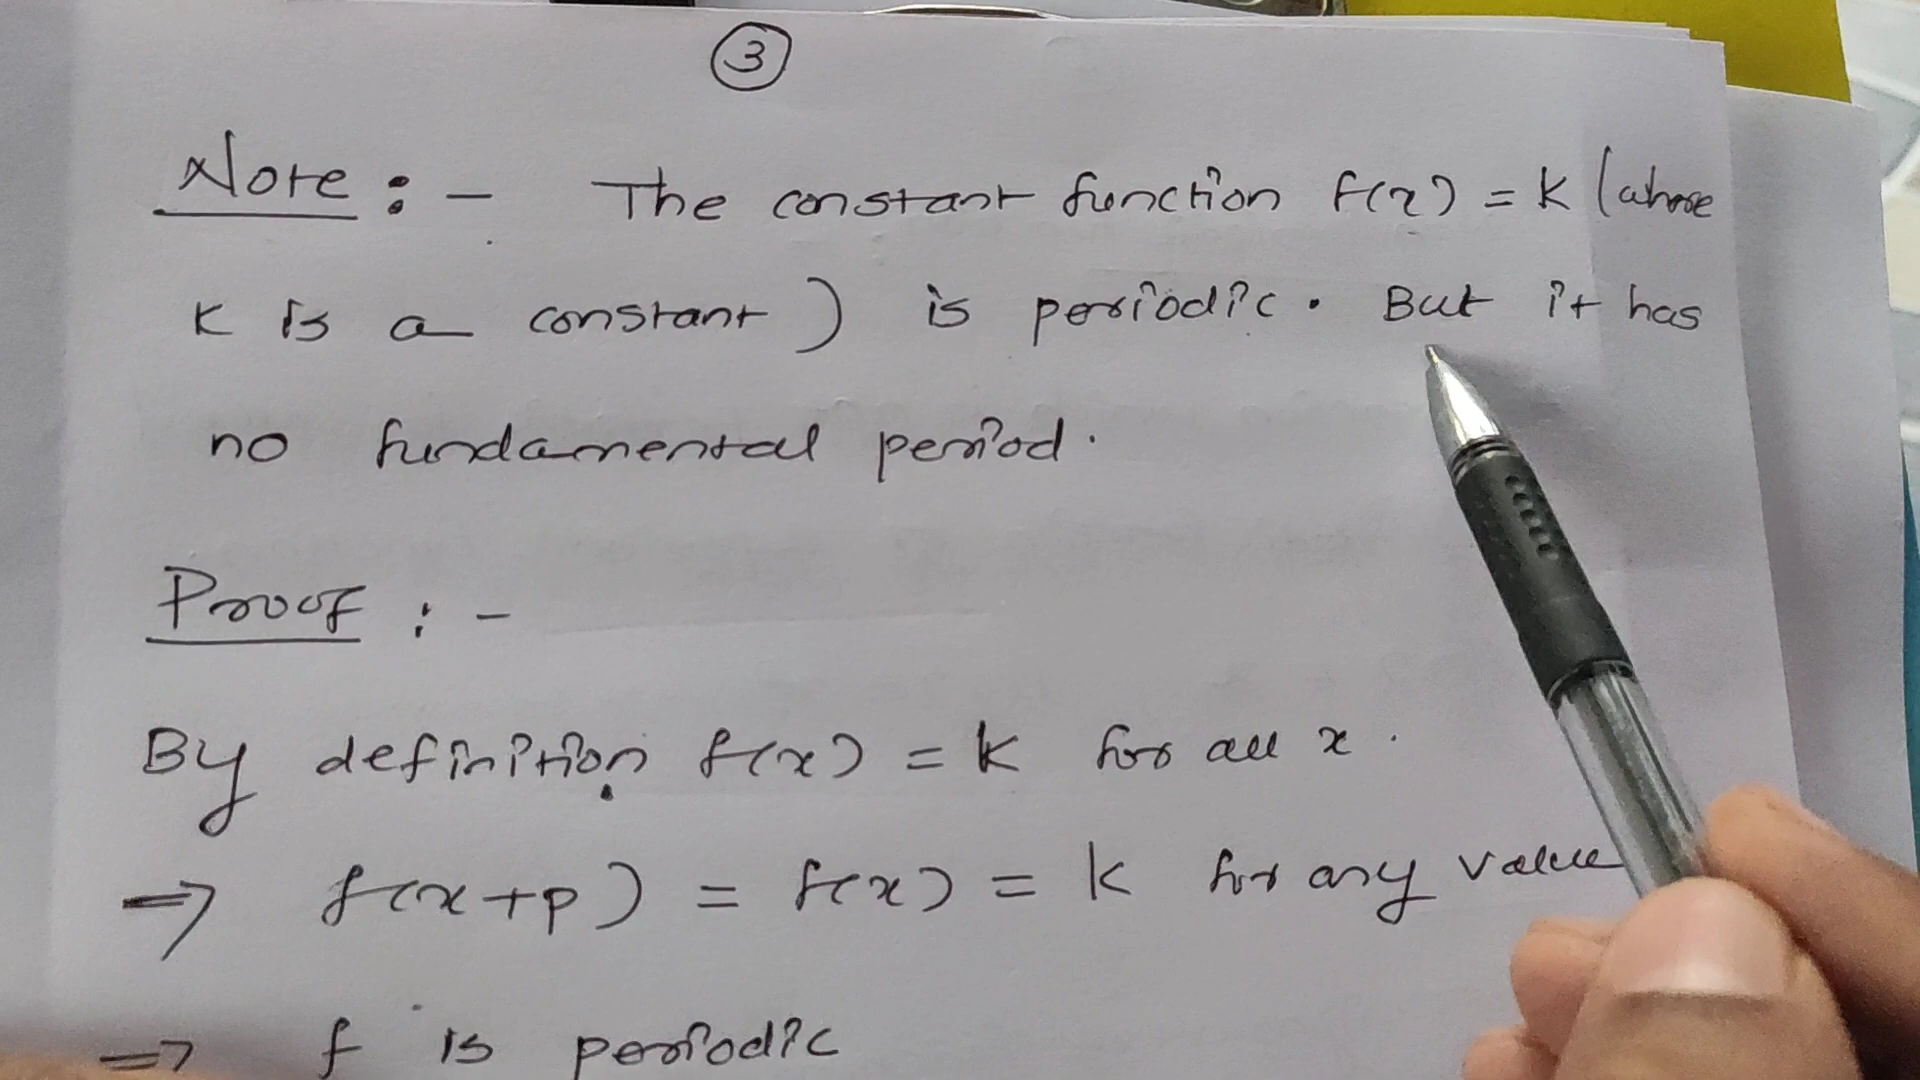 3
Note :- The constant function f(x) = k (where
k is a constant) is periodic. But it has
no fundamental period.
Proof :-
By definition f(x) = k for all x.
⇒ f(x+p) = f(x) = k for any value
⇒ f is periodic